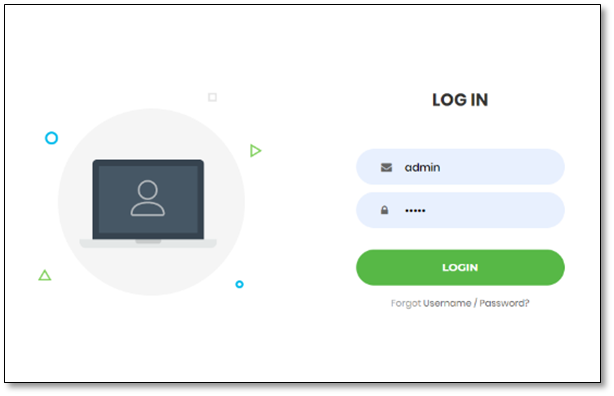 LOG IN
admin
•••••
LOGIN
Forgot Username / Password?